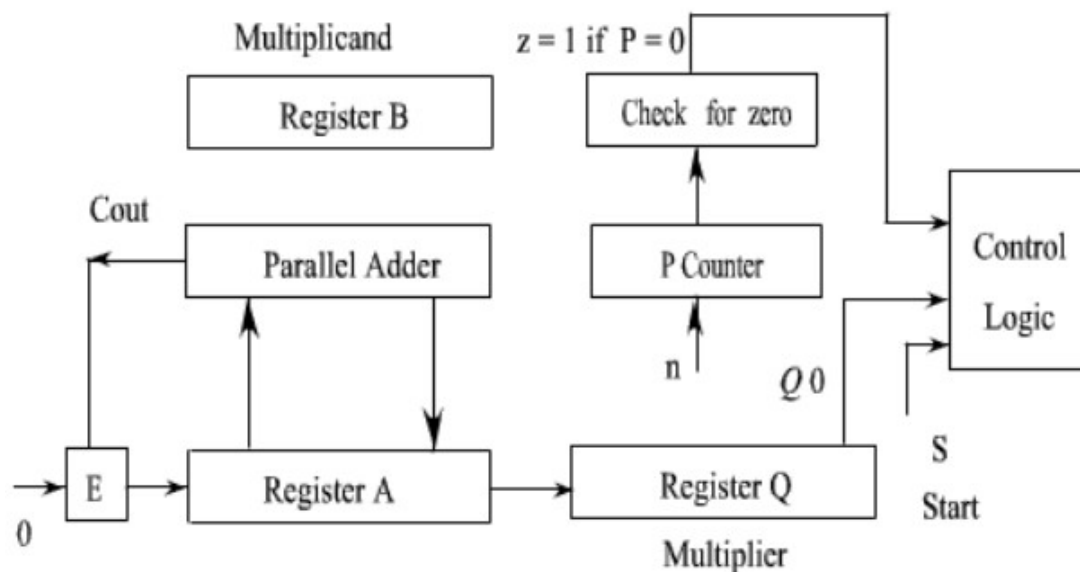 Multiplicand
z = 1 if P = 0
Register B
Check for zero
Cout
Parallel Adder
P Counter
Control
Logic
n
Q 0
E
Register A
Register Q
S
0
Start
Multiplier